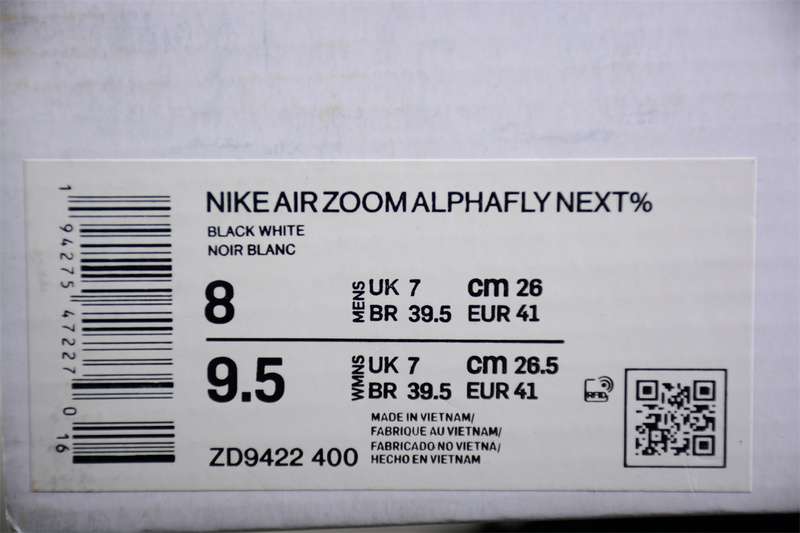 NIKE AIR ZOOM ALPHAFLY NEXT%
BLACK WHITE
NOIR BLANC
8 MENS UK 7 cm 26
BR 39.5 EUR 41
9.5 WMNS UK 7 cm 26.5
BR 39.5 EUR 41
RFID
MADE IN VIETNAM/
FABRIQUE AU VIETNAM/
FABRICADO NO VIETNA/
HECHO EN VIETNAM
ZD9422 400
1 94275 47227 0 16